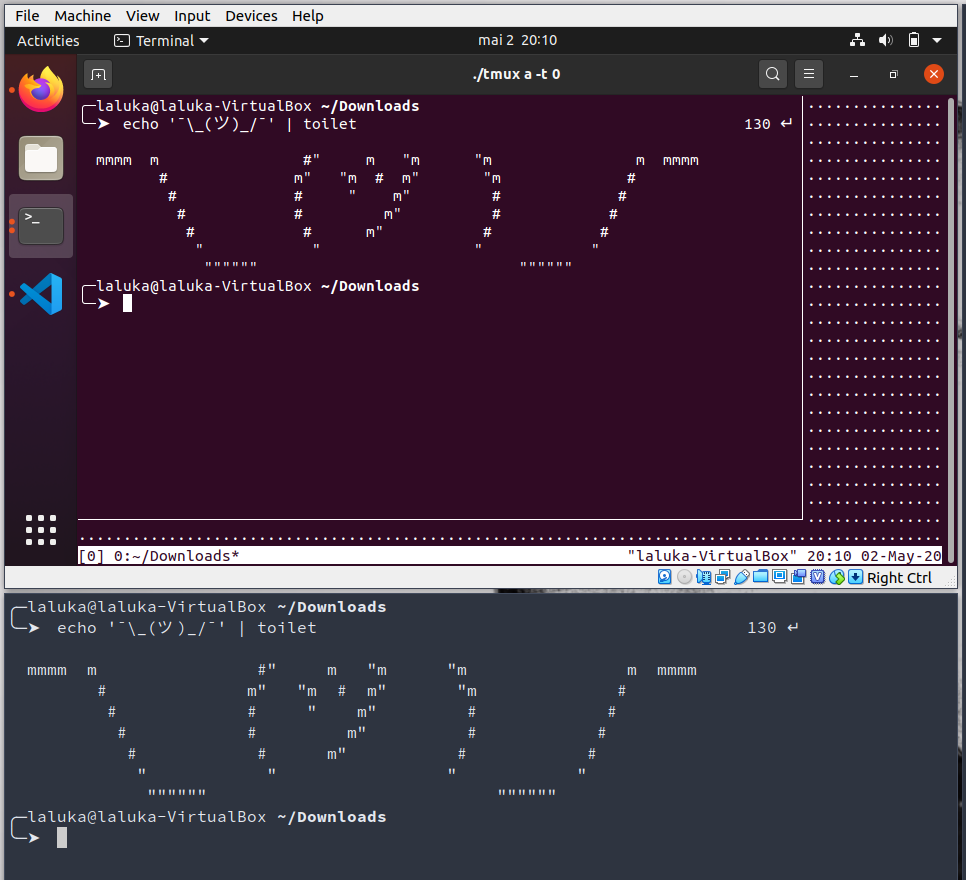 File Machine View Input Devices Help
Activities Terminal mai 2 20:10
./tmux a -t 0
╭─laluka@laluka-VirtualBox ~/Downloads
╰─➤ echo '¯\_(ツ)_/¯' | toilet 130 ↵
 mmmm  m                #"     m   "m      "m                m  mmmm
        #              m"   "m  #  m"       "m              #
         #             #     "    m"         #             #
          #            #         m"          #            #
           #            #      m"           #            #
            "            "                 "            "
             """"""                             """"""
╭─laluka@laluka-VirtualBox ~/Downloads
╰─➤
[0] 0:~/Downloads* "laluka-VirtualBox" 20:10 02-May-20
Right Ctrl
╭─laluka@laluka-VirtualBox ~/Downloads
╰─➤ echo '¯\_(ツ)_/¯' | toilet 130 ↵
 mmmm  m                #"     m   "m      "m                m  mmmm
        #              m"   "m  #  m"       "m              #
         #             #     "    m"         #             #
          #            #         m"          #            #
           #            #      m"           #            #
            "            "                 "            "
             """"""                             """"""
╭─laluka@laluka-VirtualBox ~/Downloads
╰─➤